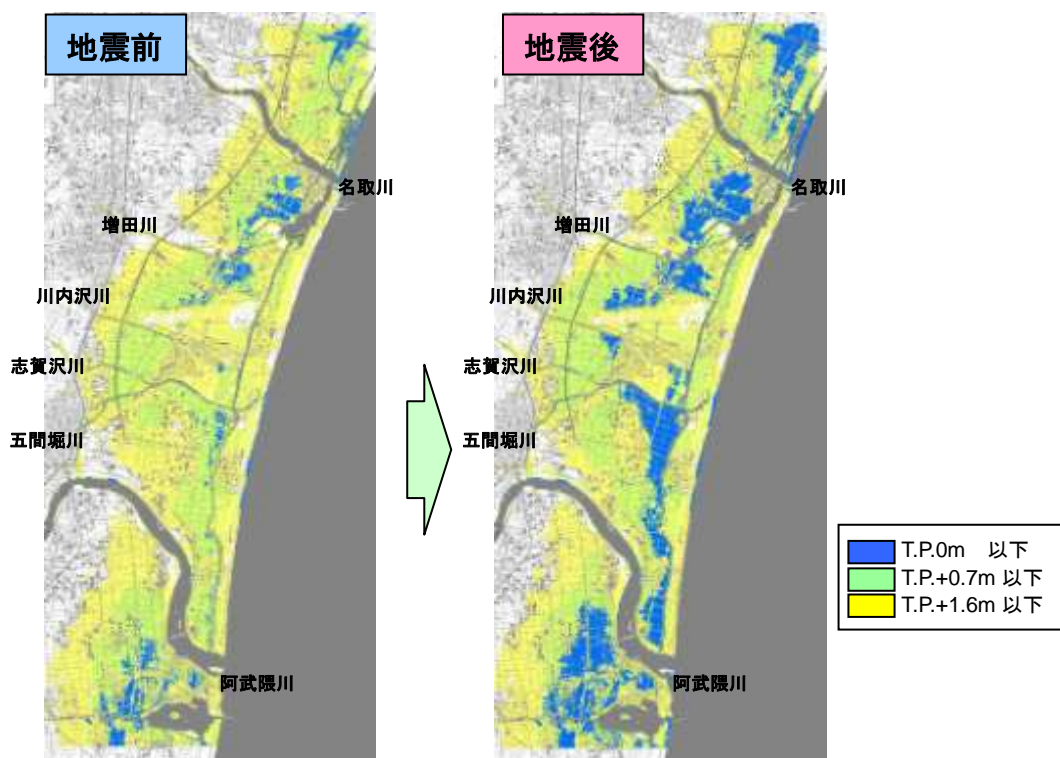 地震前
名取川
増田川
川内沢川
志賀沢川
五間堀川
阿武隈川
地震後
名取川
増田川
川内沢川
志賀沢川
五間堀川
阿武隈川
T.P.0m 以下
T.P.+0.7m 以下
T.P.+1.6m 以下